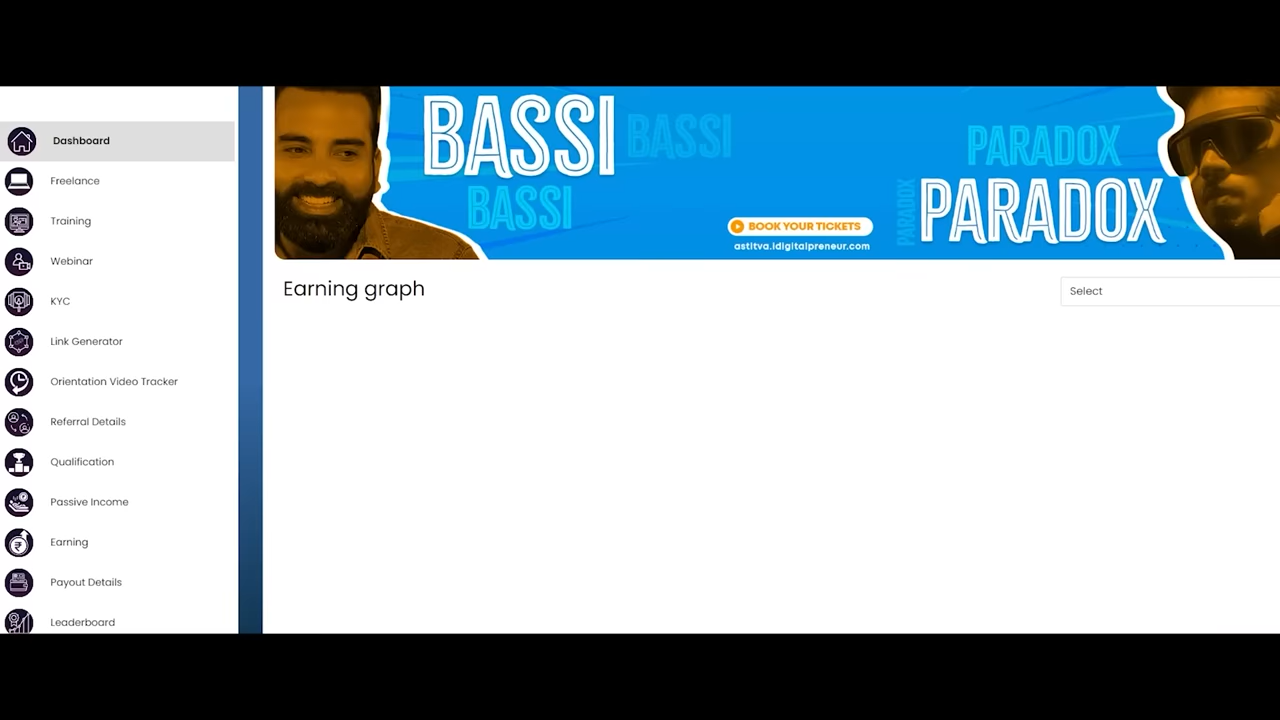 Dashboard
Freelance
Training
Webinar
KYC
Link Generator
Orientation Video Tracker
Referral Details
Qualification
Passive Income
Earning
Payout Details
Leaderboard
BASSI
BASSI
BASSI
PARADOX
PARADOX
PARADOX
BOOK YOUR TICKETS
astitva.idigitalpreneur.com
Earning graph
Select